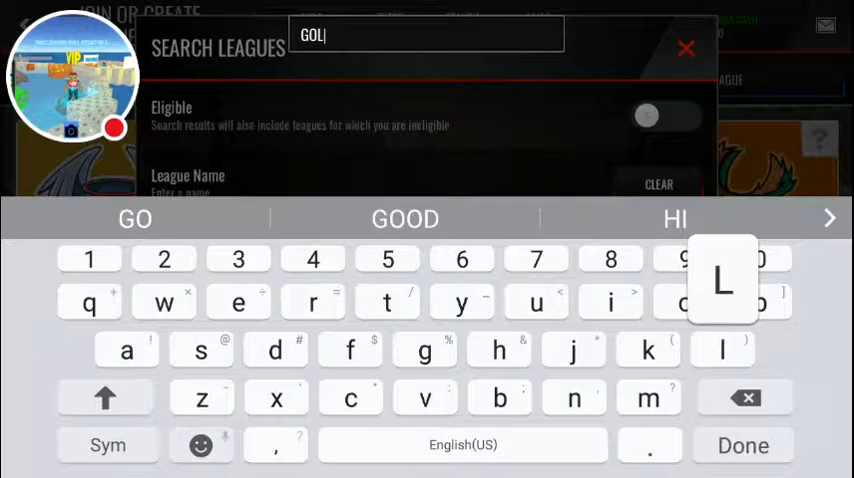 JOIN OR CREATE
GOL
SEARCH LEAGUES
VIP
Eligible
Search results will also include leagues for which you are ineligible
League Name
Enter a name
CLEAR
GO GOOD HI
1 2 3 4 5 6 7 8 9 0
q w e r t y u i
L
a s d f g h j k l
z x c v b n m
Sym , English(US) . Done